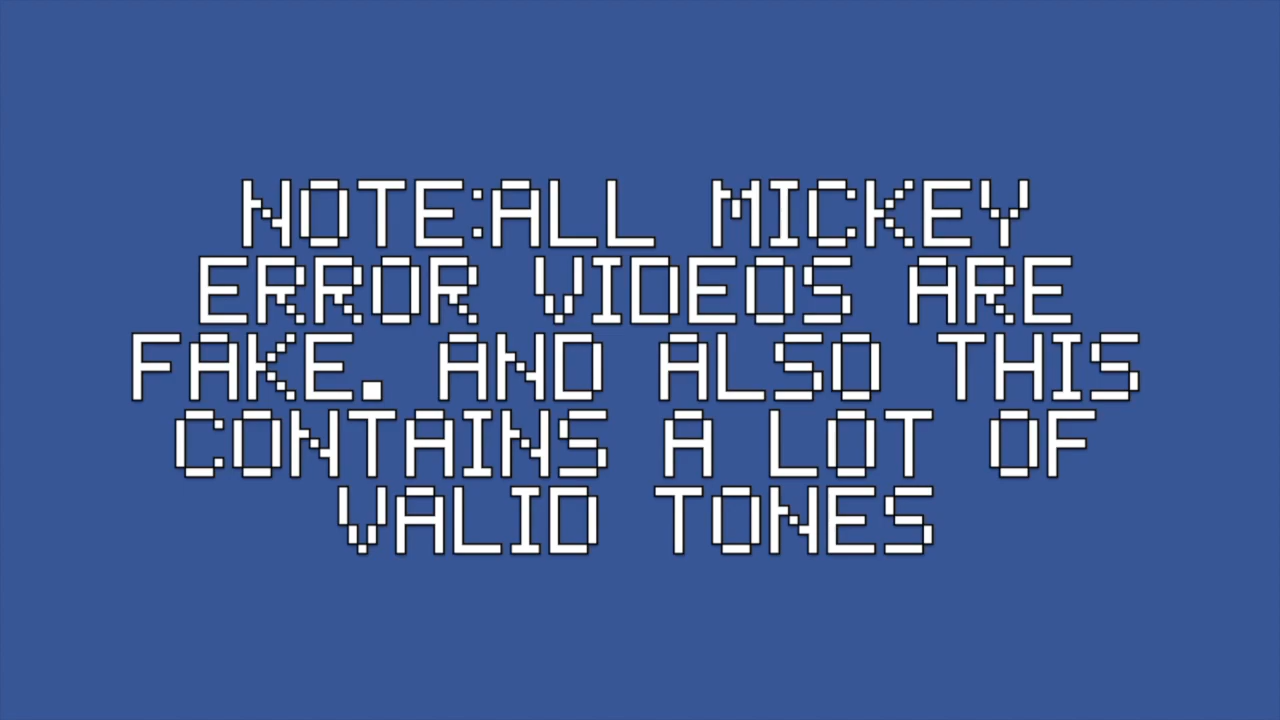 NOTE:ALL MICKEY
ERROR VIDEOS ARE
FAKE. AND ALSO THIS
CONTAINS A LOT OF
VALID TONES